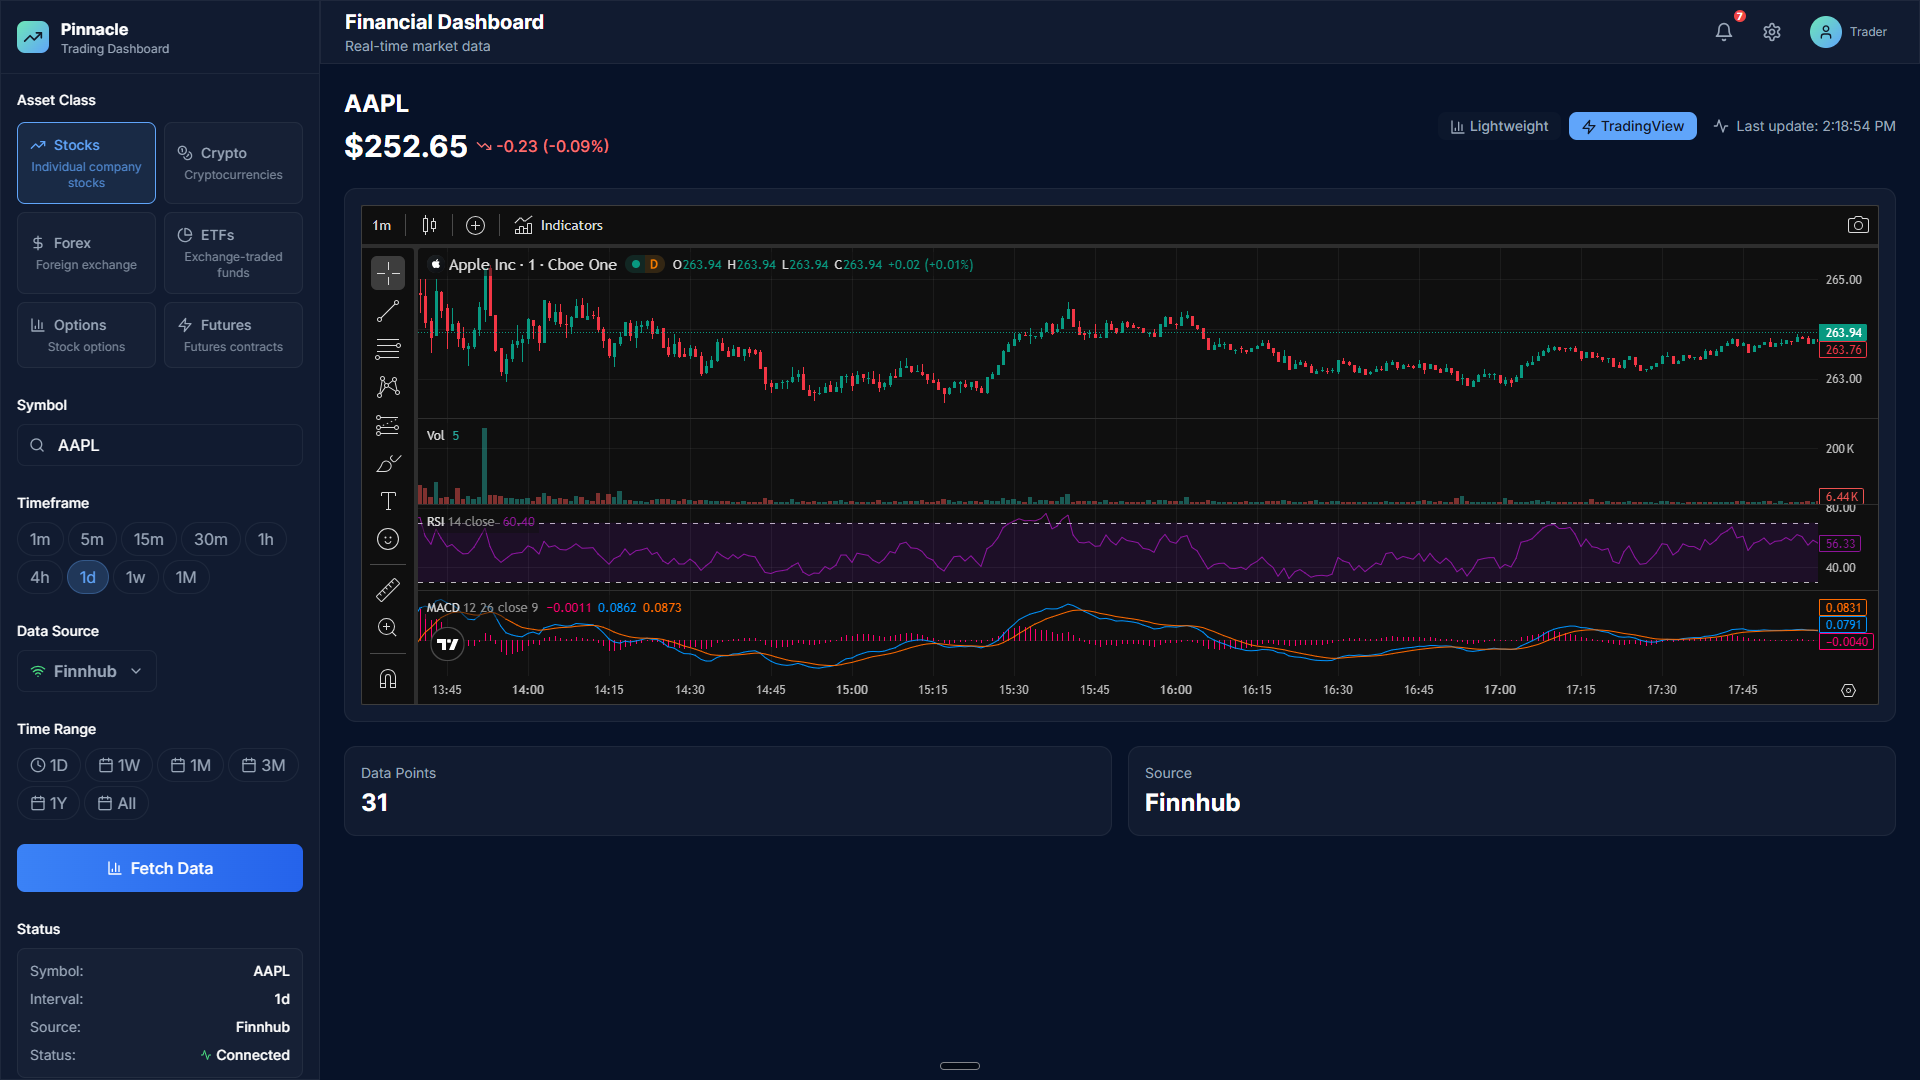 Pinnacle
Trading Dashboard
Financial Dashboard
Real-time market data
7
Trader
Asset Class
Stocks
Individual company
stocks
Crypto
Cryptocurrencies
Forex
Foreign exchange
ETFs
Exchange-traded
funds
Options
Stock options
Futures
Futures contracts
Symbol
AAPL
Timeframe
1m 5m 15m 30m 1h
4h 1d 1w 1M
Data Source
Finnhub
Time Range
1D 1W 1M 3M
1Y All
Fetch Data
Status
Symbol: AAPL
Interval: 1d
Source: Finnhub
Status: Connected
AAPL
$252.65 -0.23 (-0.09%)
Lightweight TradingView Last update: 2:18:54 PM
1m Indicators
Apple Inc · 1 · Cboe One D O263.94 H263.94 L263.94 C263.94 +0.02 (+0.01%)
265.00
263.94
263.76
263.00
Vol 5
200 K
6.44 K
RSI 14 close 60.40
80.00
56.33
40.00
MACD 12 26 close 9 −0.0011 0.0862 0.0873
0.0831
0.0791
−0.0040
13:45 14:00 14:15 14:30 14:45 15:00 15:15 15:30 15:45 16:00 16:15 16:30 16:45 17:00 17:15 17:30 17:45
Data Points
31
Source
Finnhub